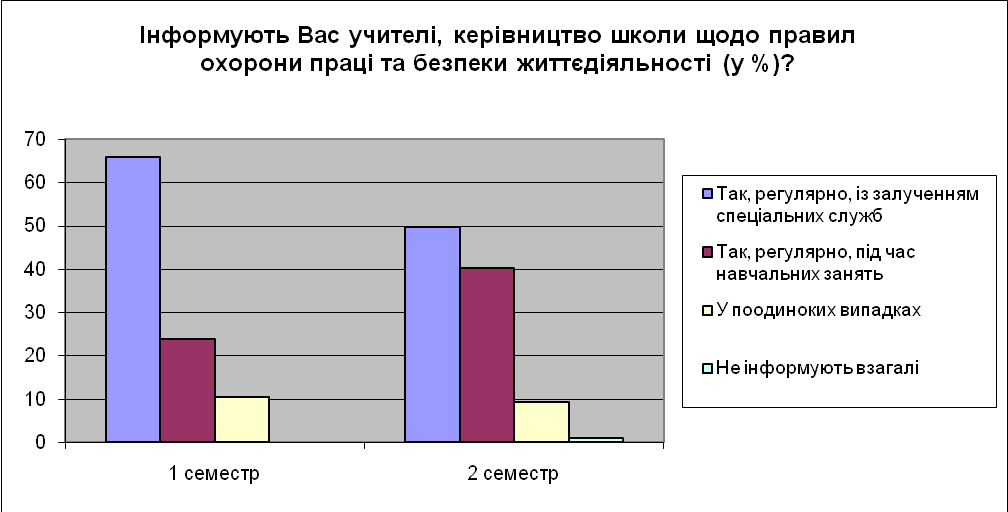 Інформують Вас учителі, керівництво школи щодо правил
охорони праці та безпеки життєдіяльності (у %)?
70
60
50
40
30
20
10
0
1 семестр
2 семестр
Так, регулярно, із залученням
спеціальних служб
Так, регулярно, під час
навчальних занять
У поодиноких випадках
Не інформують взагалі